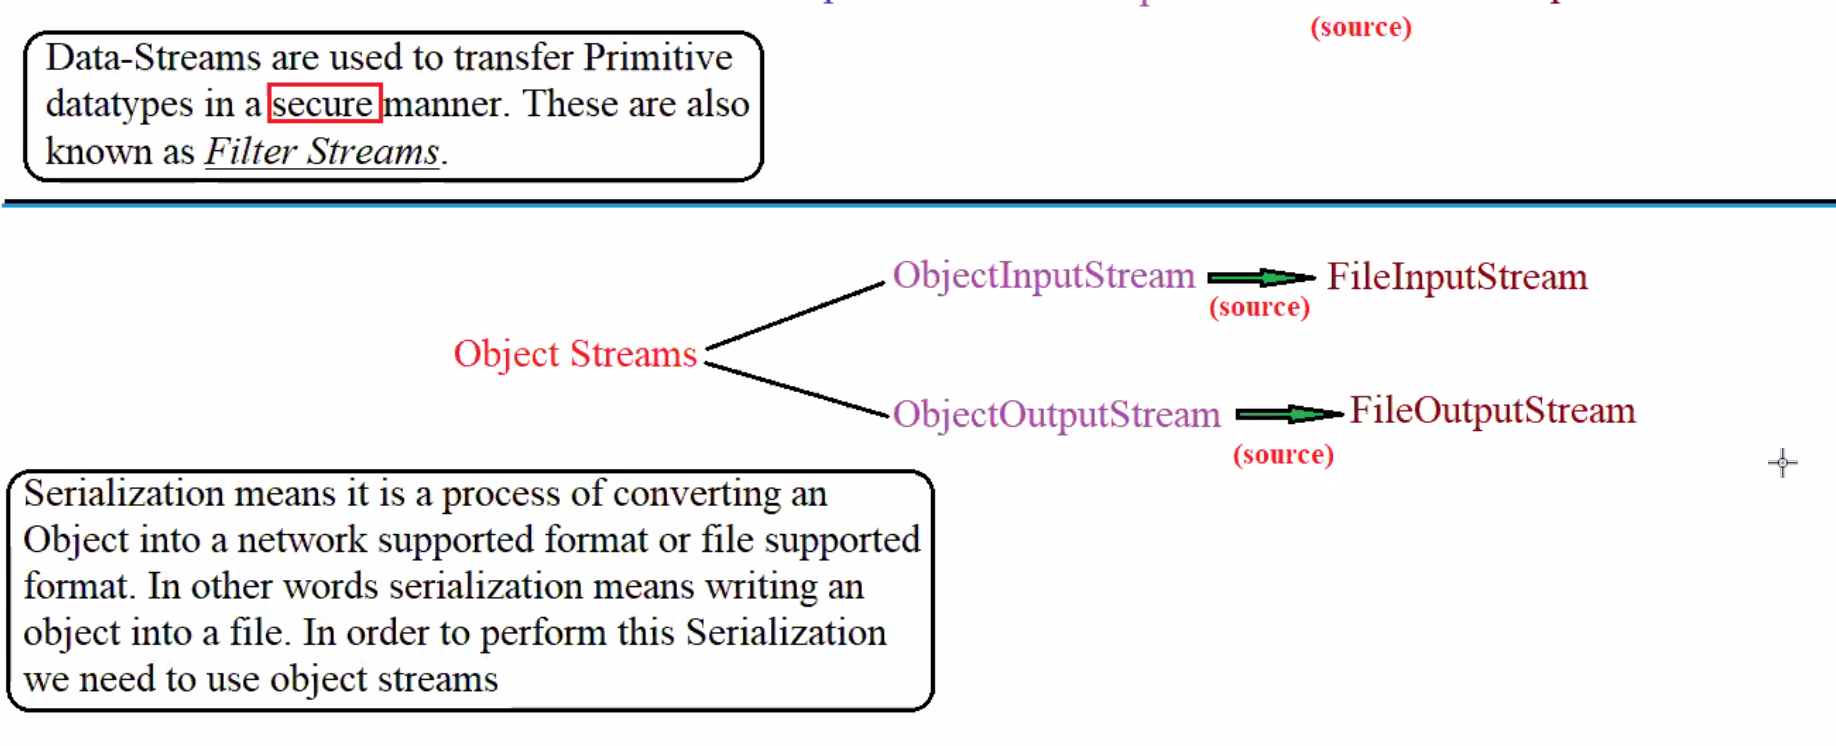 (source)
Data-Streams are used to transfer Primitive
datatypes in a secure manner. These are also
known as Filter Streams.
ObjectInputStream
FileInputStream
(source)
Object Streams
ObjectOutputStream
FileOutputStream
(source)
Serialization means it is a process of converting an
Object into a network supported format or file supported
format. In other words serialization means writing an
object into a file. In order to perform this Serialization
we need to use object streams